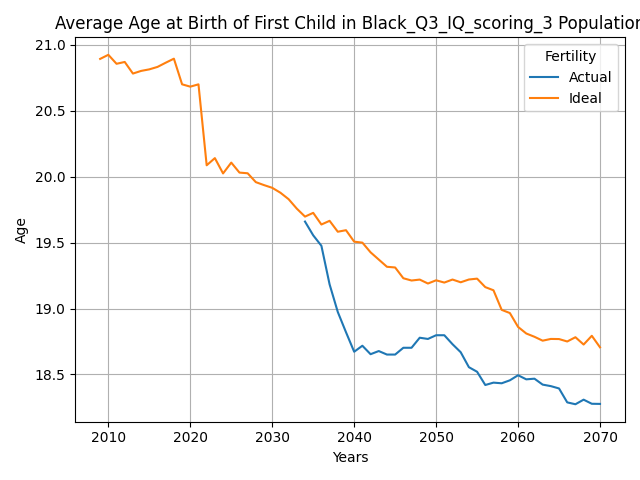 Average Age at Birth of First Child in Black_Q3_IQ_scoring_3 Population
Fertility
Actual
Ideal
Age
21.0
20.5
20.0
19.5
19.0
18.5
2010 2020 2030 2040 2050 2060 2070
Years